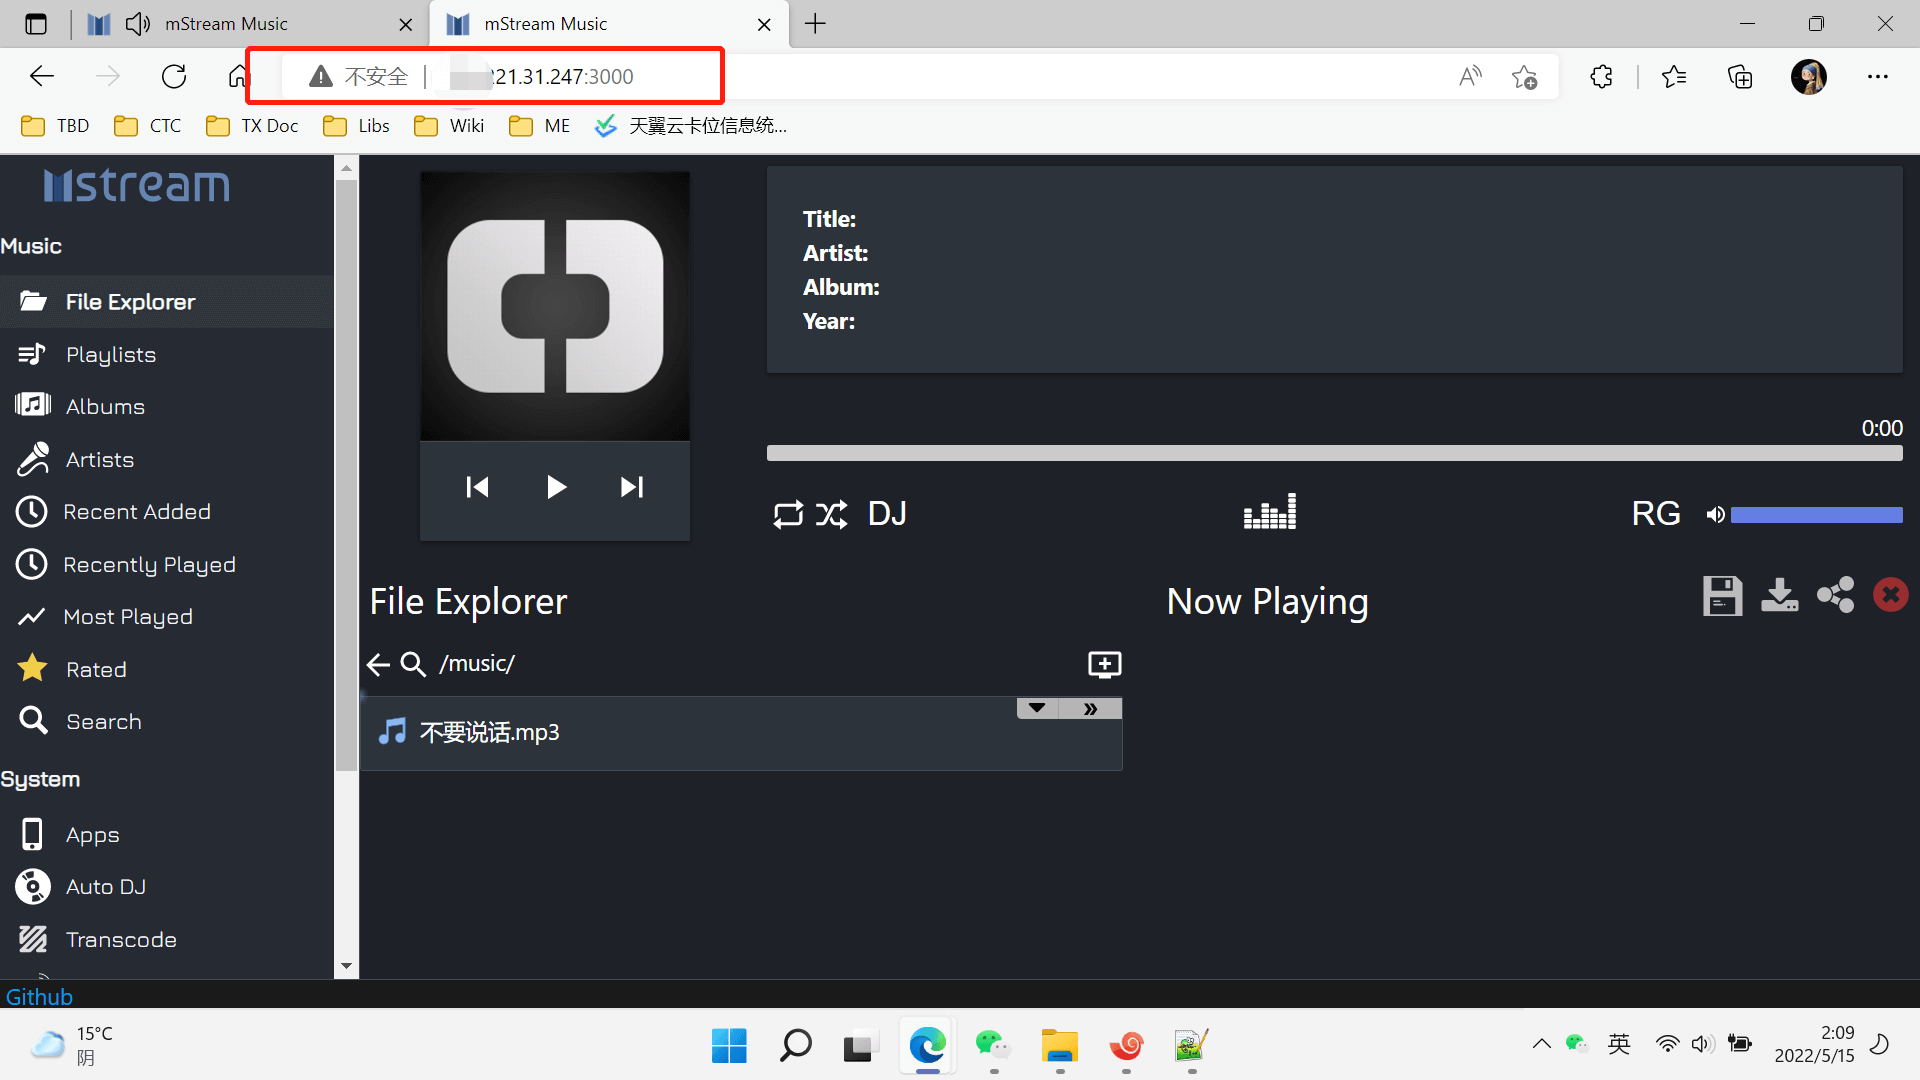 mStream Music
mStream Music
不安全 21.31.247:3000
TBD CTC TX Doc Libs Wiki ME 天翼云卡位信息统...
mstream
Music
File Explorer
Playlists
Albums
Artists
Recent Added
Recently Played
Most Played
Rated
Search
System
Apps
Auto DJ
Transcode
Github
Title:
Artist:
Album:
Year:
0:00
DJ
RG
File Explorer
/music/
不要说话.mp3
Now Playing
15°C
阴
英
2:09
2022/5/15